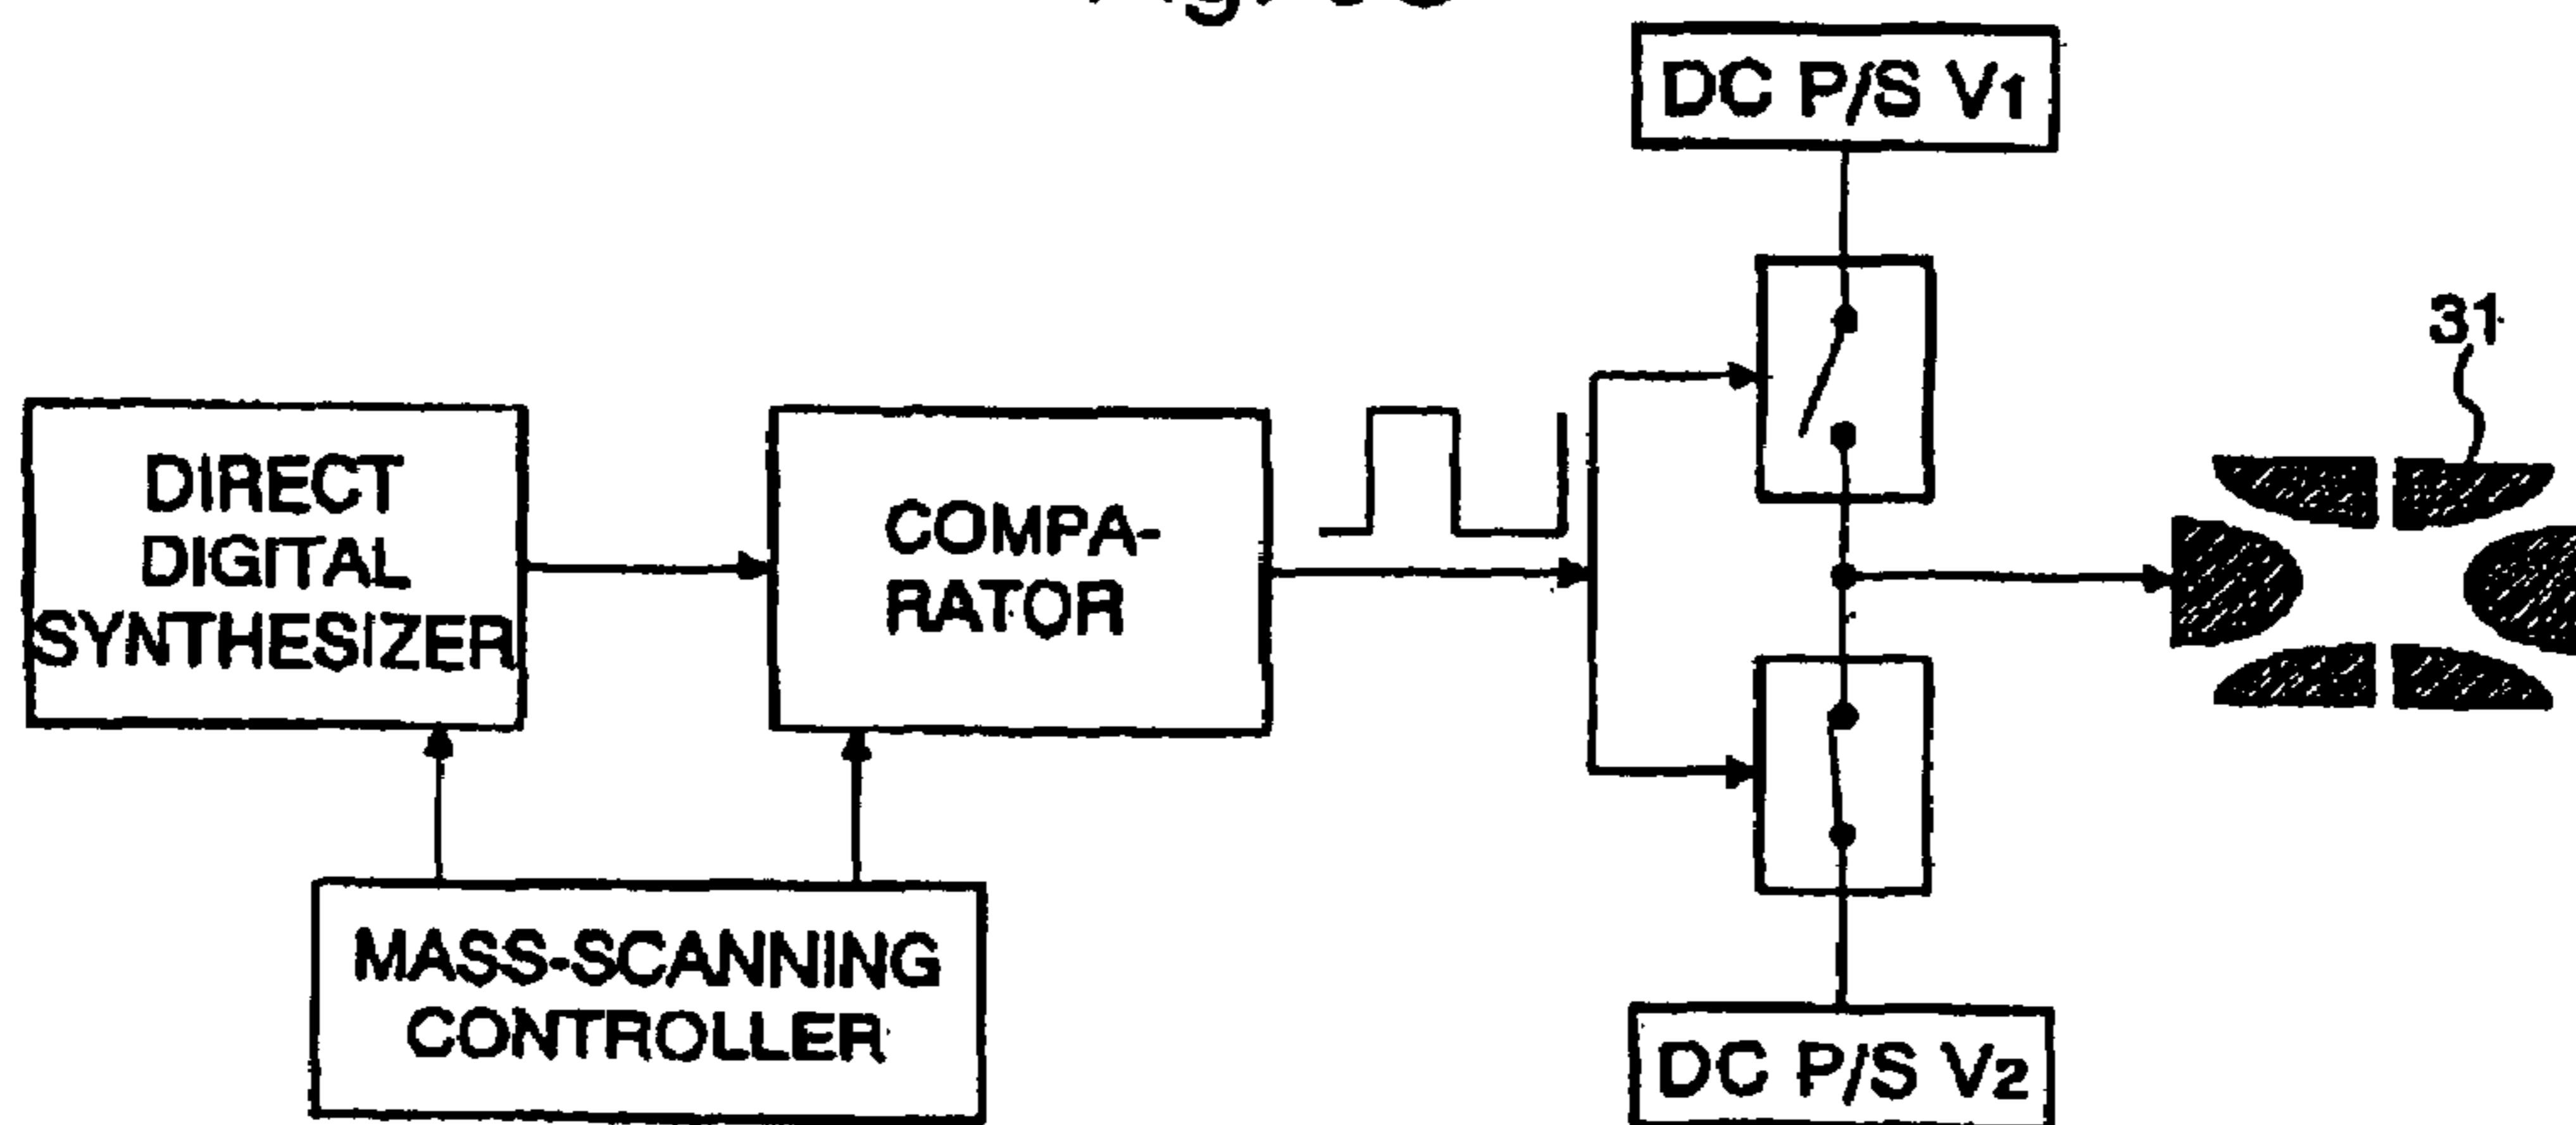 DC P/S V1
31
DIRECT
DIGITAL
SYNTHESIZER
COMPA-
RATOR
MASS-SCANNING
CONTROLLER
DC P/S V2